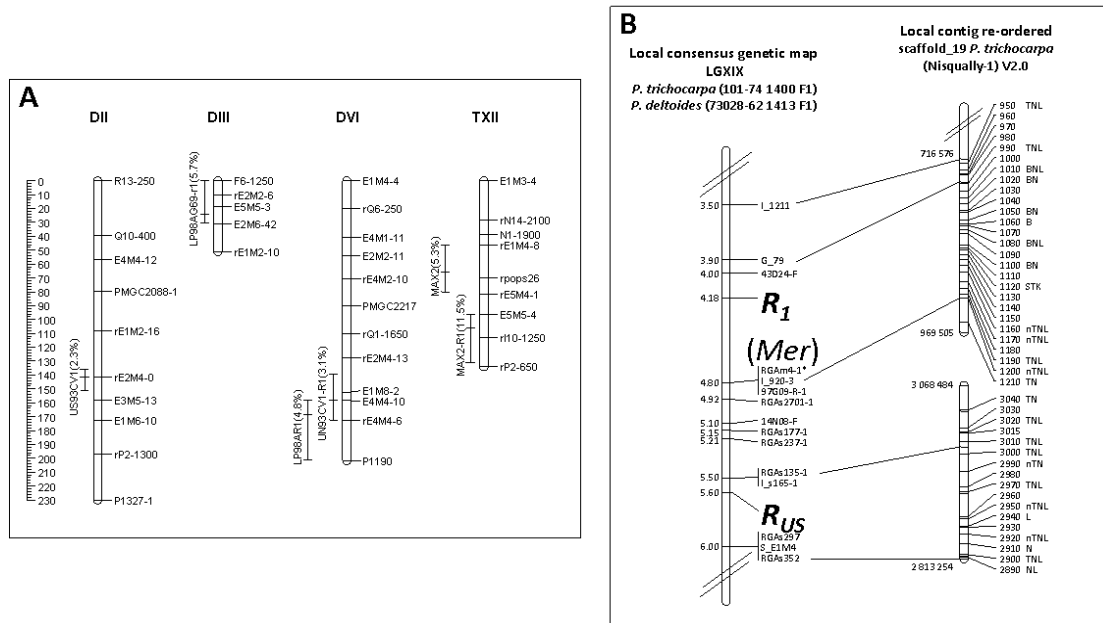 A
DII
DIII
DVI
TXII
0
10
20
30
40
50
60
70
80
90
100
110
120
130
140
150
160
170
180
190
200
210
220
230
US93CV1(2.3%)
R13-250
Q10-400
E4M4-12
PMGC2088-1
rE1M2-16
rE2M4-0
E3M5-13
E1M6-10
rP2-1300
P1327-1
LP98AG69-r1(5.7%)
F6-1250
rE2M2-6
E5M5-3
E2M6-42
rE1M2-10
LP98AR1(4.8%)
UN93CV1-R1(3.1%)
E1M4-4
rQ6-250
E4M1-11
E2M2-11
rE4M2-10
PMGC2217
rQ1-1650
rE2M4-13
E1M8-2
E4M4-10
rE4M4-6
P1190
MAX2(5.3%)
MAX2-R1(11.5%)
E1M3-4
rN14-2100
N1-1900
rE1M4-8
rpops26
rE5M4-1
E5M5-4
rI10-1250
rP2-650
B
Local consensus genetic map
LGXIX
P. trichocarpa (101-74 1400 F1)
P. deltoides (73028-62 1413 F1)
Local contig re-ordered
scaffold_19 P. trichocarpa
(Nisqually-1) V2.0
3.50
3.90
4.00
4.18
4.80
4.92
5.10
5.15
5.21
5.50
5.60
6.00
I_1211
G_79
43D24-F
R1
(Mer)
RGAm4-1*
I_920-3
97G09-R-1
RGAs2701-1
14N08-F
RGAs177-1
RGAs237-1
RGAs135-1
I_s165-1
RUS
RGAs297
S_E1M4
RGAs352
716 576
969 505
3 068 484
2 813 254
950 TNL
960
970
980
990 TNL
1000
1010 BNL
1020 BN
1030
1040
1050 BN
1060 B
1070
1080 BNL
1090
1100 BN
1110
1120 STK
1130
1140
1150
1160 nTNL
1170 nTNL
1180
1190 TNL
1200 nTNL
1210 TN
3040 TN
3030
3020 TNL
3015
3010 TNL
3000 TNL
2990 nTN
2980
2970 TNL
2960
2950 nTNL
2940 L
2930
2920 nTNL
2910 N
2900 TNL
2890 NL